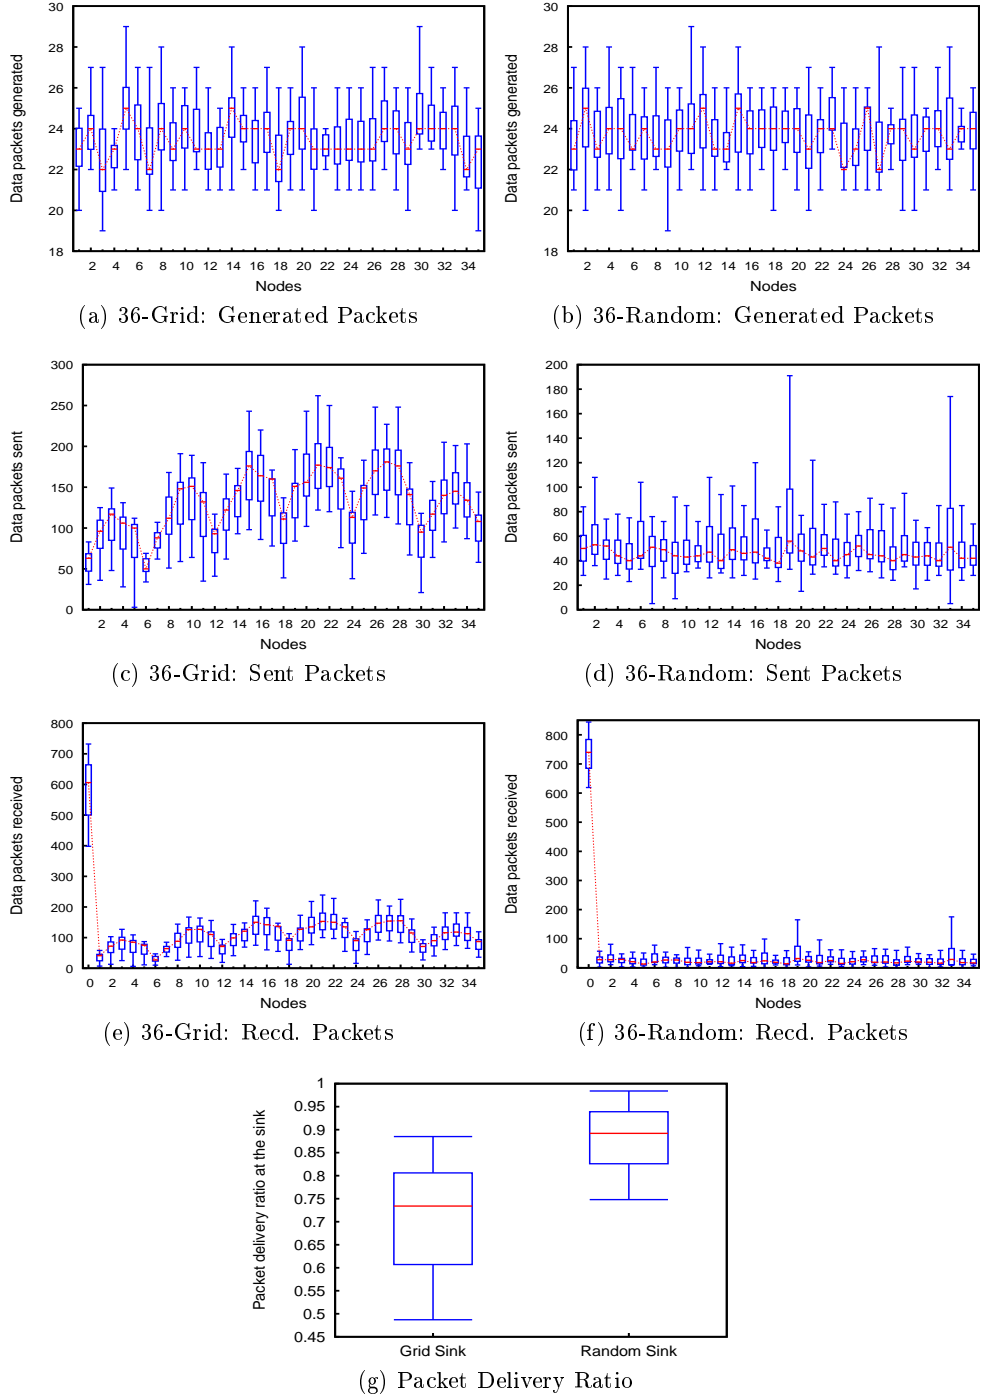 Data packets generated
30
28
26
24
22
20
18
2 4 6 8 10 12 14 16 18 20 22 24 26 28 30 32 34
Nodes
(a) 36-Grid: Generated Packets
Data packets generated
30
28
26
24
22
20
18
2 4 6 8 10 12 14 16 18 20 22 24 26 28 30 32 34
Nodes
(b) 36-Random: Generated Packets
Data packets sent
300
250
200
150
100
50
0
2 4 6 8 10 12 14 16 18 20 22 24 26 28 30 32 34
Nodes
(c) 36-Grid: Sent Packets
Data packets sent
200
180
160
140
120
100
80
60
40
20
0
2 4 6 8 10 12 14 16 18 20 22 24 26 28 30 32 34
Nodes
(d) 36-Random: Sent Packets
Data packets received
800
700
600
500
400
300
200
100
0
0 2 4 6 8 10 12 14 16 18 20 22 24 26 28 30 32 34
Nodes
(e) 36-Grid: Recd. Packets
Data packets received
800
700
600
500
400
300
200
100
0
0 2 4 6 8 10 12 14 16 18 20 22 24 26 28 30 32 34
Nodes
(f) 36-Random: Recd. Packets
Packet delivery ratio at the sink
1
0.95
0.9
0.85
0.8
0.75
0.7
0.65
0.6
0.55
0.5
0.45
Grid Sink Random Sink
(g) Packet Delivery Ratio